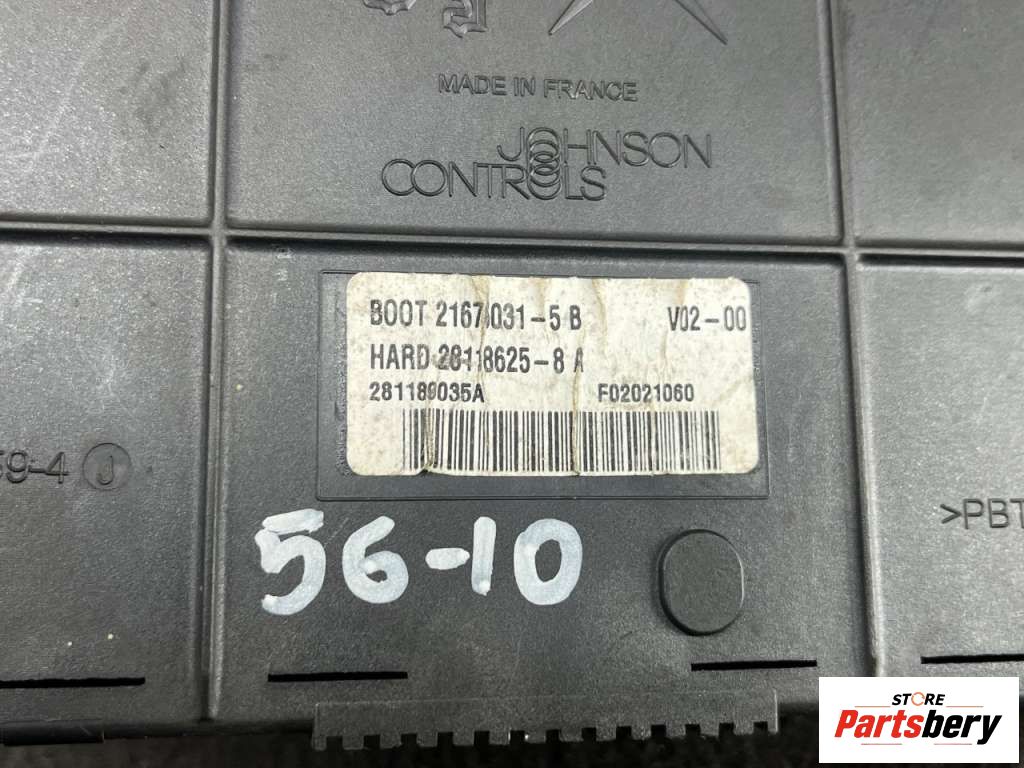 MADE IN FRANCE
JOHNSON
CONTROLS
BOOT 21674031-5 B V02-00
HARD 28118625-8 A
281189035A F02021060
59-4 J
>PBT
56-10
STORE
Partsbery